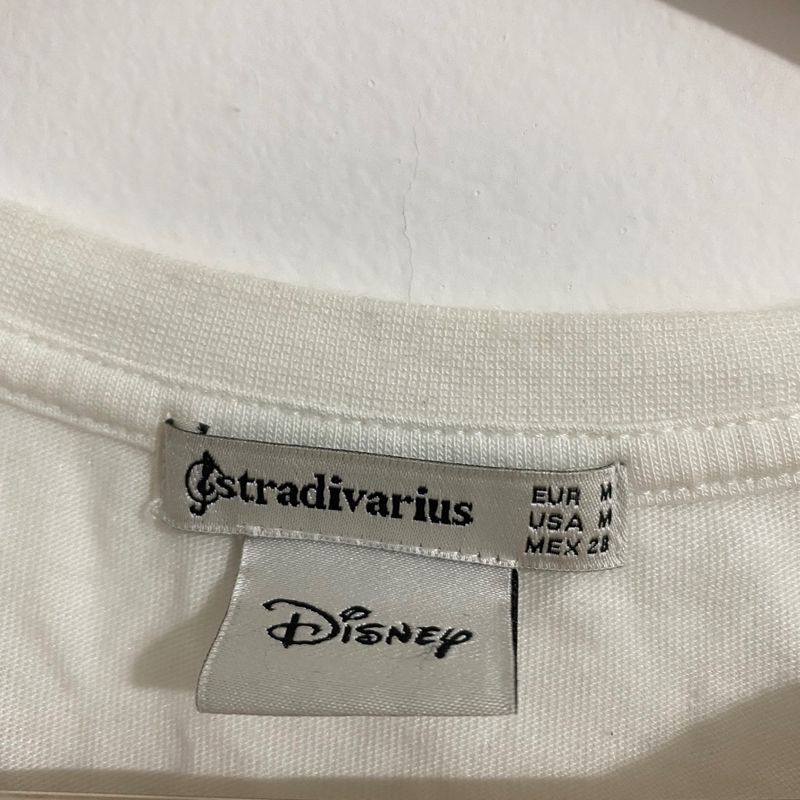 stradivarius
EUR M
USA M
MEX 28
Disney